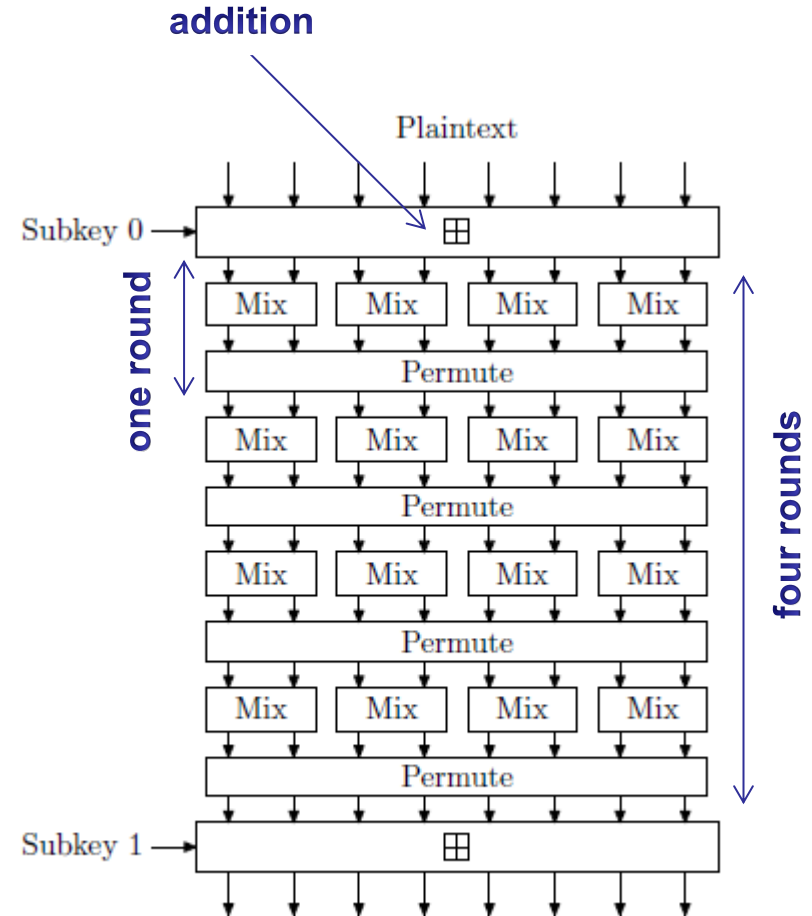 addition
Plaintext
Subkey 0
one round
Mix Mix Mix Mix
Permute
Mix Mix Mix Mix
Permute
four rounds
Mix Mix Mix Mix
Permute
Mix Mix Mix Mix
Permute
Subkey 1